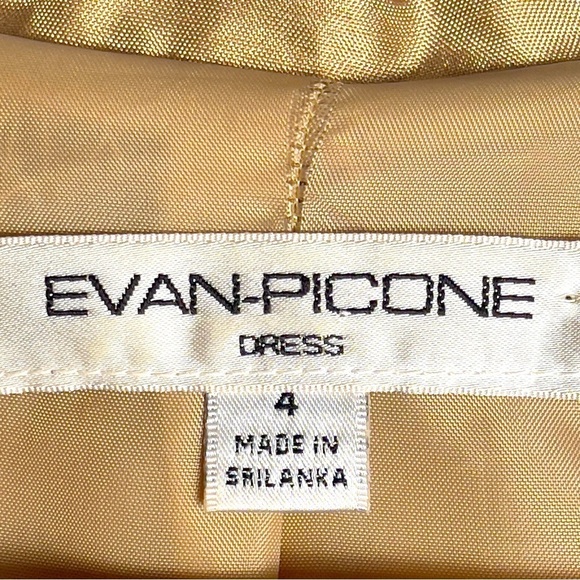 EVAN-PICONE
DRESS
4
MADE IN
SRILANKA